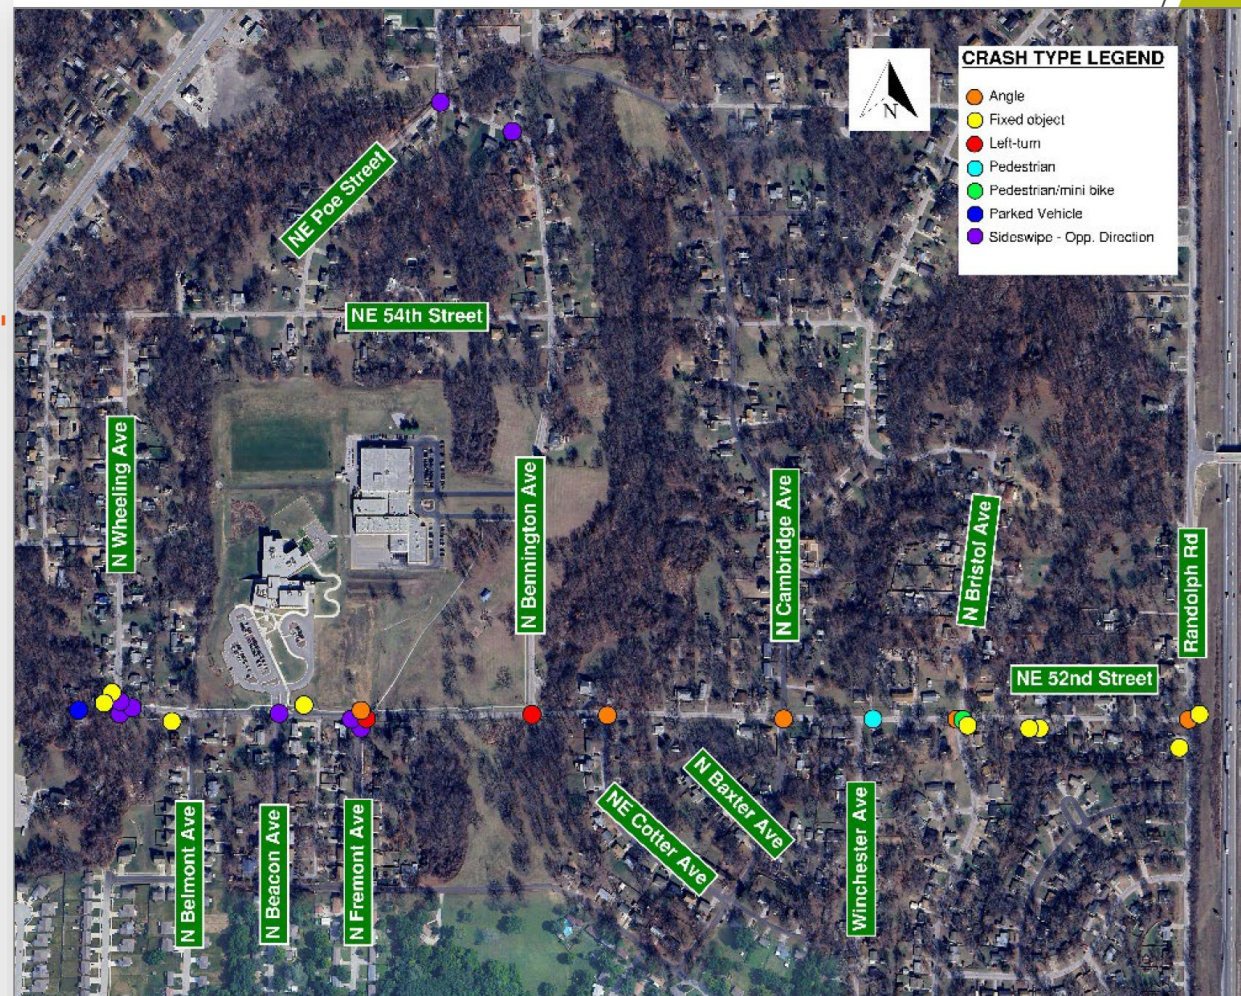 CRASH TYPE LEGEND
N
Angle
Fixed object
Left-turn
Pedestrian
Pedestrian/mini bike
Parked Vehicle
Sideswipe - Opp. Direction
NE Poe Street
NE 54th Street
N Wheeling Ave
N Bennington Ave
N Cambridge Ave
N Bristol Ave
Randolph Rd
NE 52nd Street
N Belmont Ave
N Beacon Ave
N Fremont Ave
NE Cotter Ave
N Baxter Ave
Winchester Ave